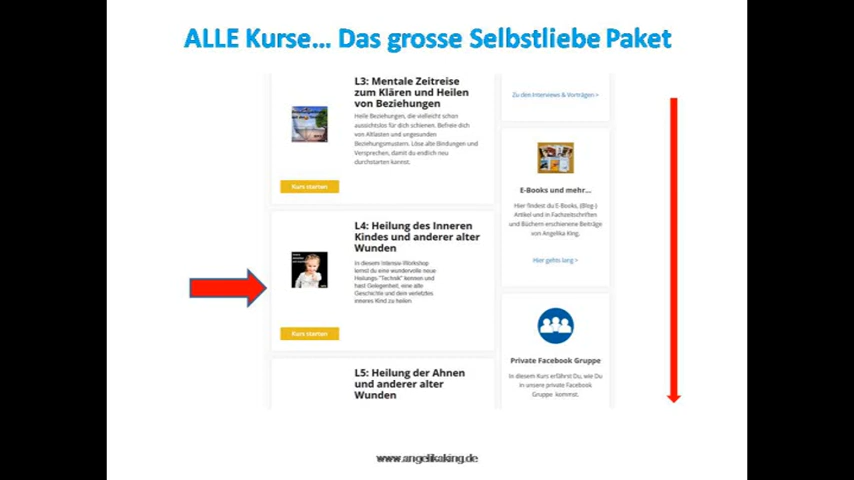 ALLE Kurse... Das grosse Selbstliebe Paket
L3: Mentale Zeitreise
zum Klären und Heilen
von Beziehungen
Heile Beziehungen, die vielleicht schon
aussichtslos für dich schienen. Befreie dich
von Altlasten und ungesunden
Beziehungsmustern. Löse alte Bindungen und
Versprechen, damit du endlich neu
durchstarten kannst.
Kurs starten
L4: Heilung des Inneren
Kindes und anderer alter
Wunden
In diesem Intensiv-Workshop
lernst du eine wundervolle neue
Heilungs-"Technik" kennen und
hast Gelegenheit, eine alte
Geschichte und dein verletztes
inneres Kind zu heilen.
Kurs starten
L5: Heilung der Ahnen
und anderer alter
Wunden
Zu den Interviews & Vorträgen >
E-Books und mehr...
Hier findest du E-Books, (Blog-)
Artikel und in Fachzeitschriften
und Büchern erschienene Beiträge
von Angelika King.
Hier gehts lang >
Private Facebook Gruppe
In diesem Kurs erfährst Du, wie Du
in unsere private Facebook
Gruppe kommst.
www.angelikaking.de